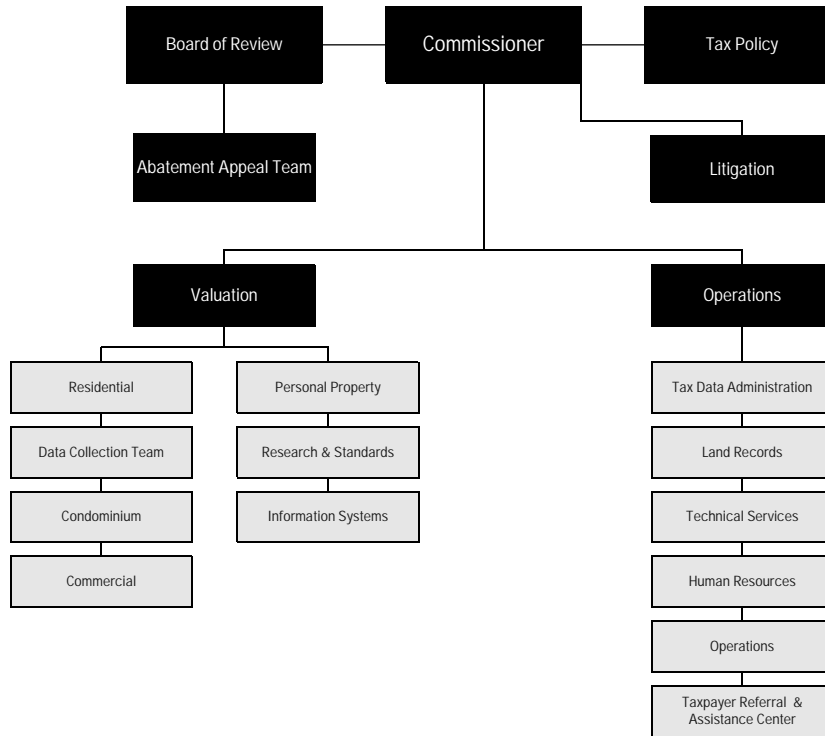 Board of Review
Commissioner
Tax Policy
Abatement Appeal Team
Litigation
Valuation
Operations
Residential
Personal Property
Tax Data Administration
Data Collection Team
Research & Standards
Land Records
Condominium
Information Systems
Technical Services
Commercial
Human Resources
Operations
Taxpayer Referral &
Assistance Center